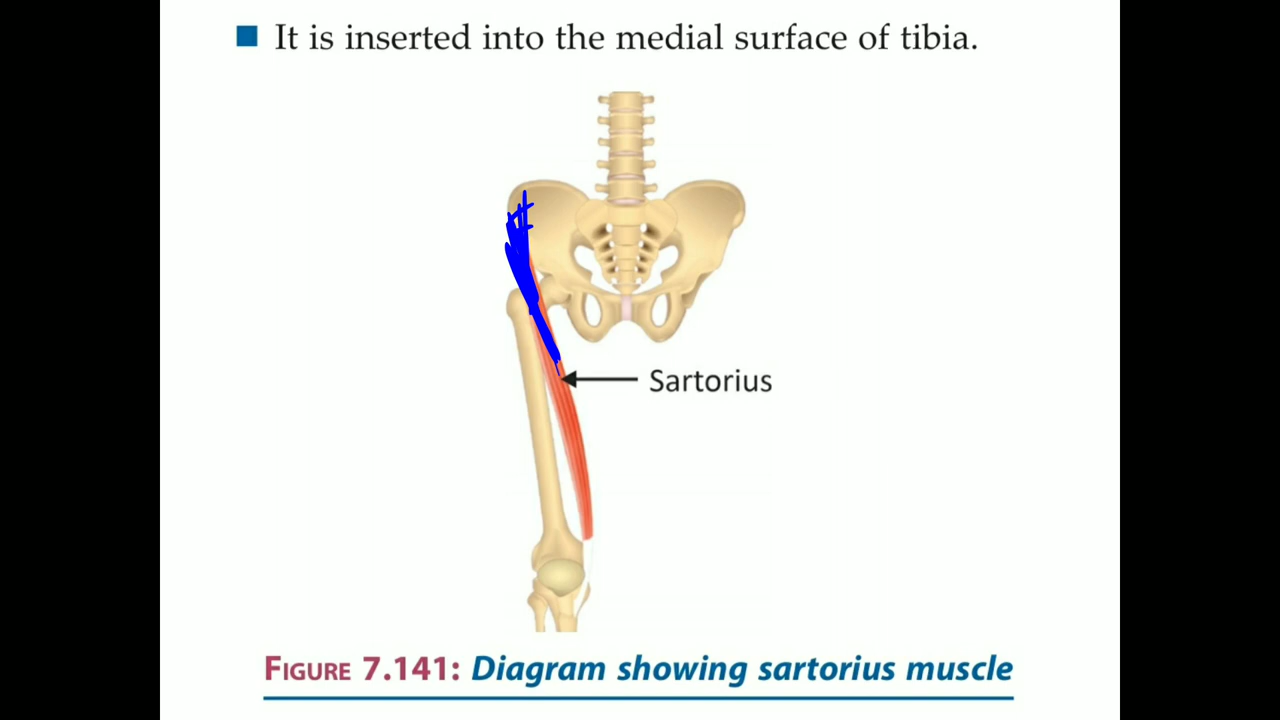 ■ It is inserted into the medial surface of tibia.
Sartorius
FIGURE 7.141: Diagram showing sartorius muscle